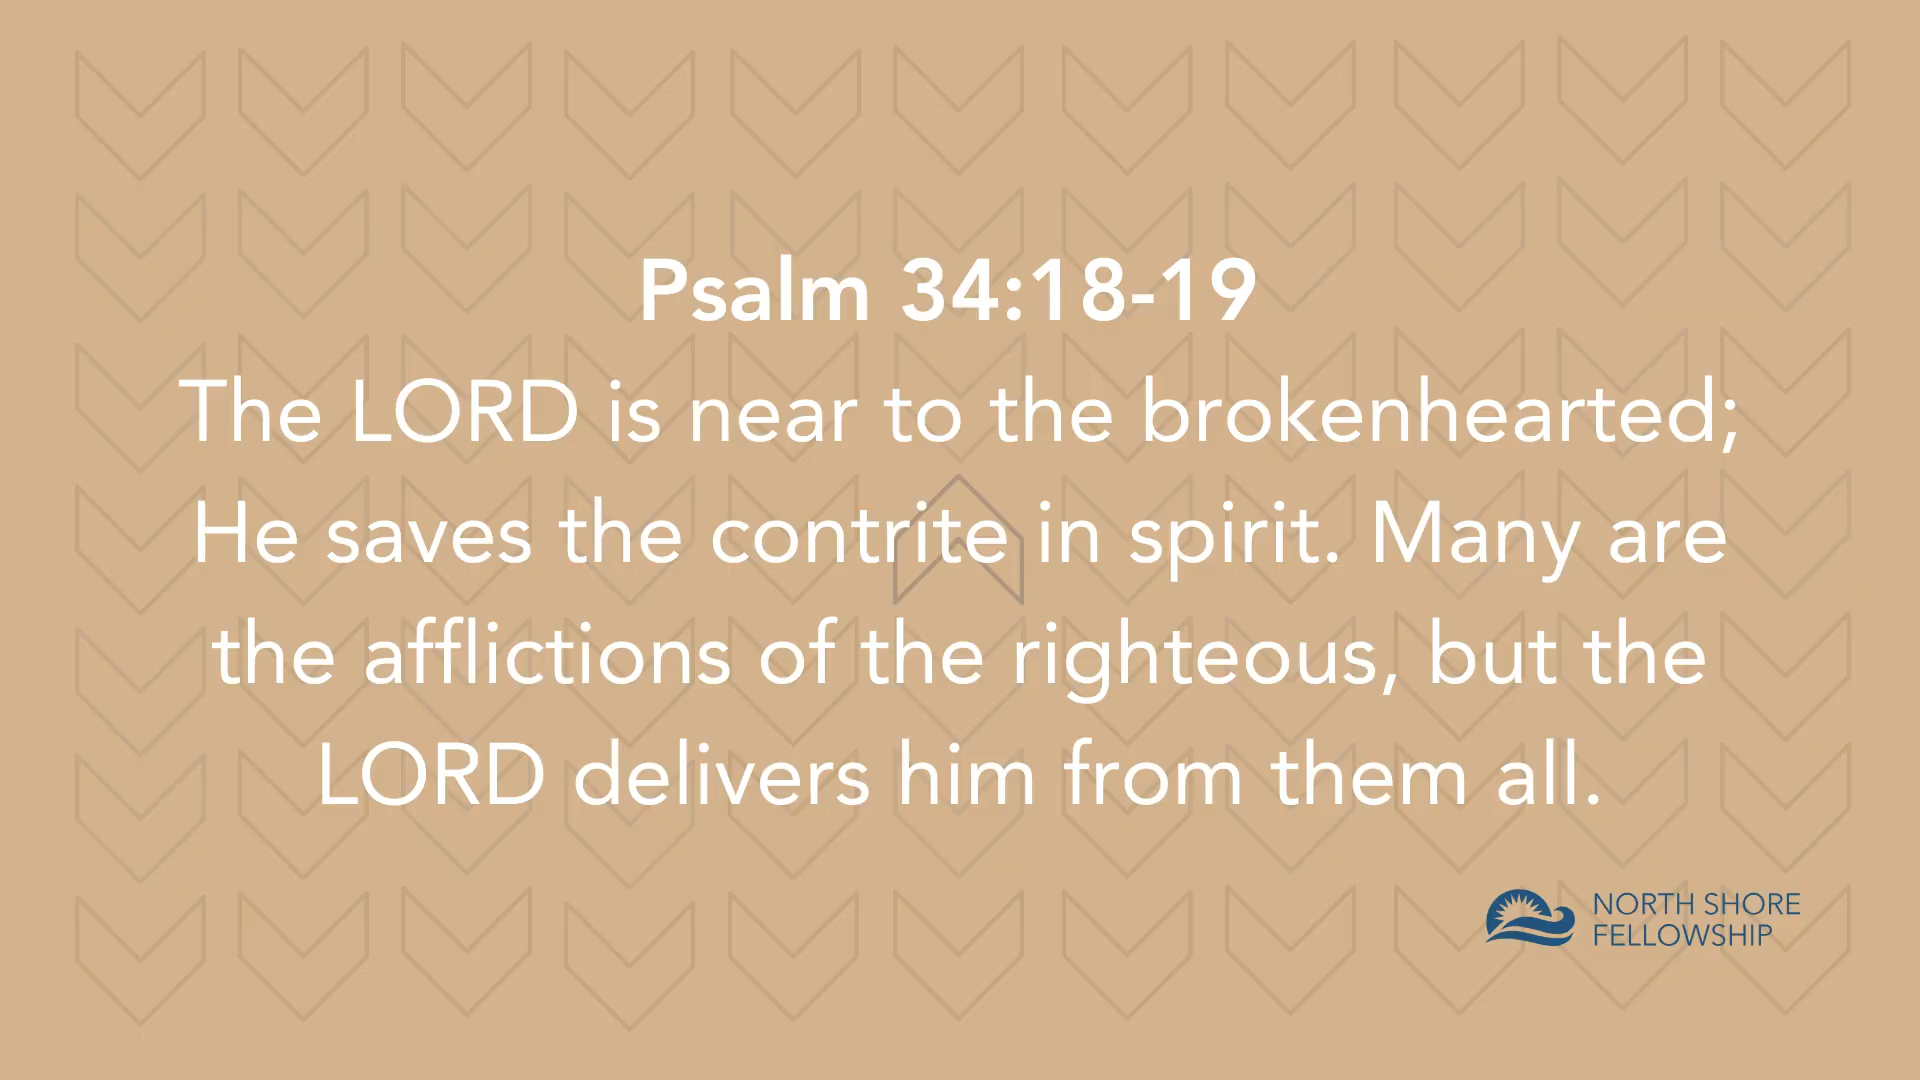 Psalm 34:18-19
The LORD is near to the brokenhearted;
He saves the contrite in spirit. Many are
the afflictions of the righteous, but the
LORD delivers him from them all.
NORTH SHORE
FELLOWSHIP